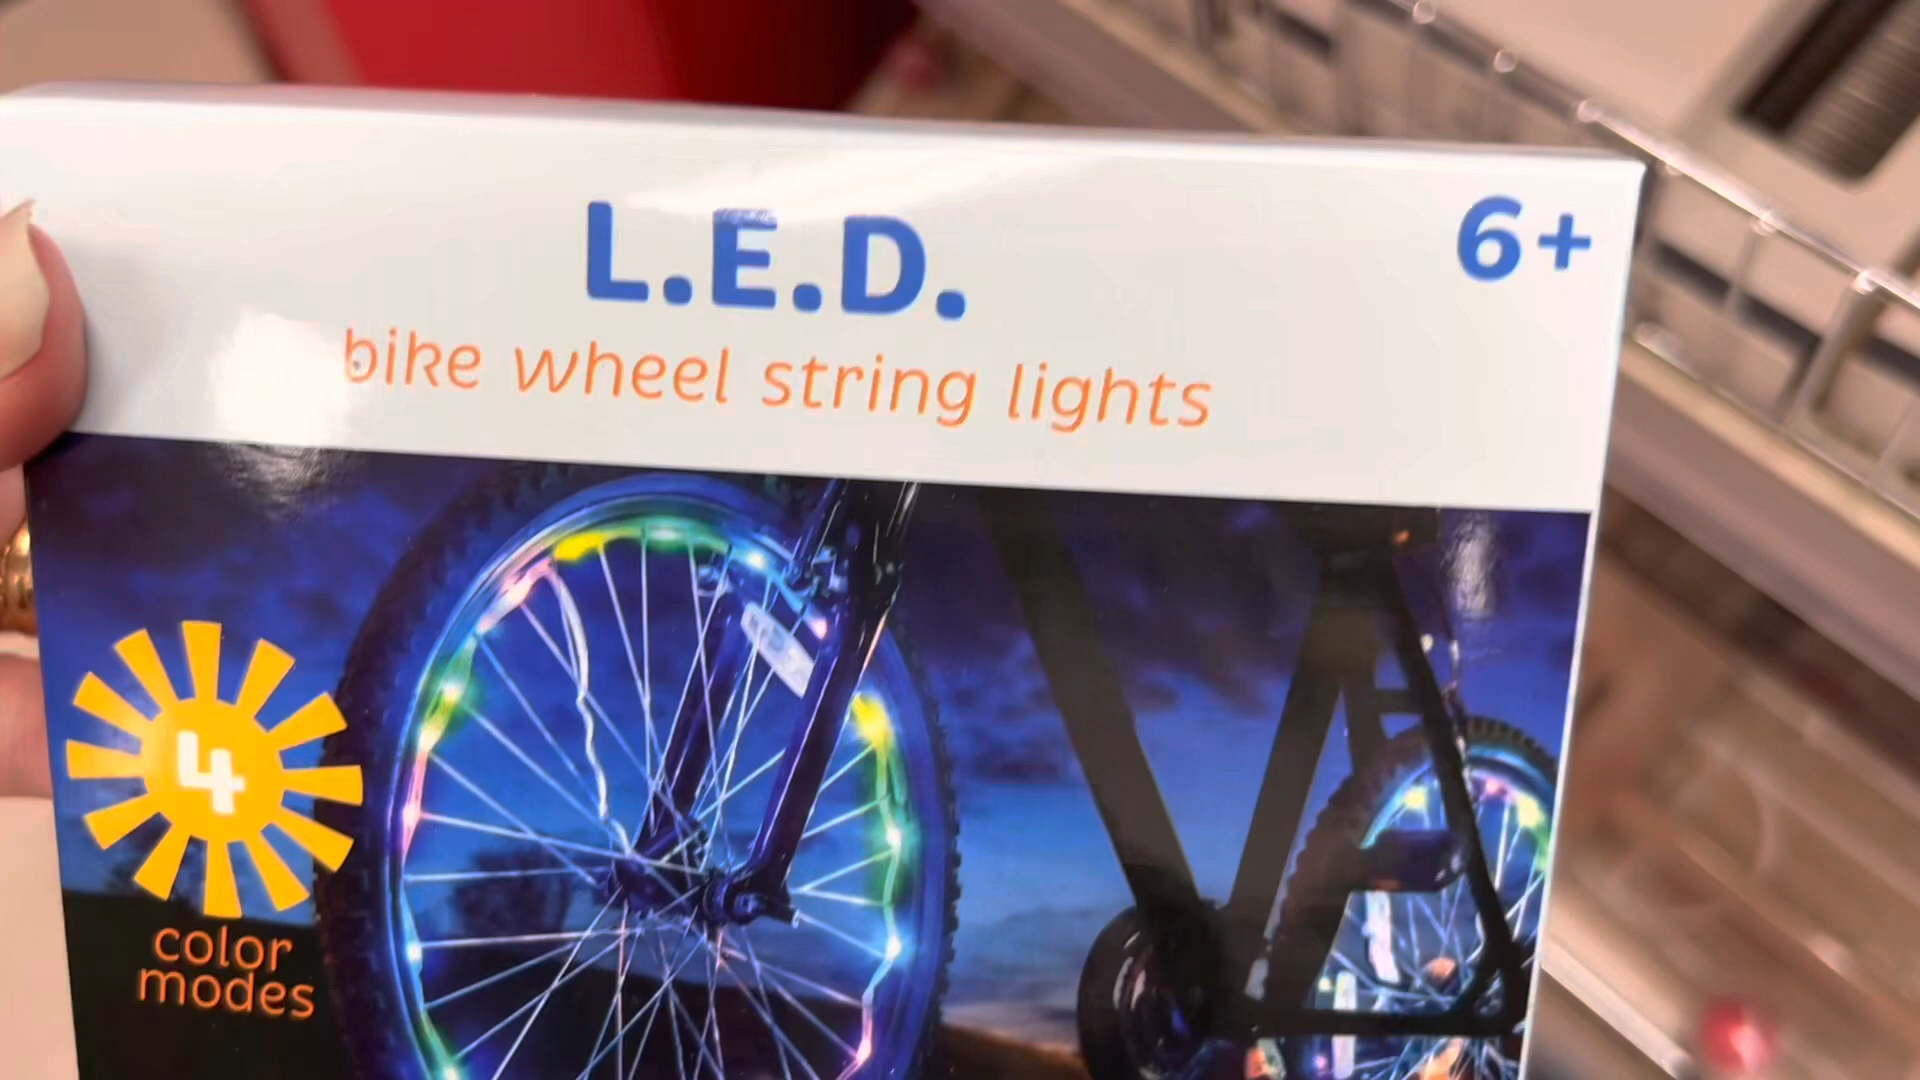 L.E.D.
6+
bike wheel string lights
4
color
modes